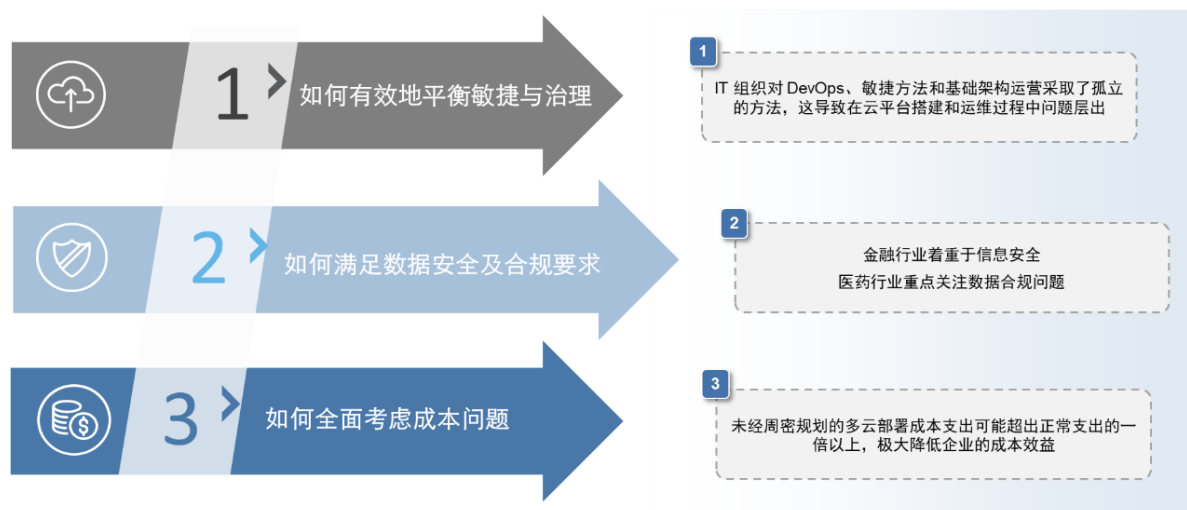 1
如何有效地平衡敏捷与治理
1
IT 组织对 DevOps、敏捷方法和基础架构运营采取了孤立
的方法，这导致在云平台搭建和运维过程中问题层出
2
如何满足数据安全及合规要求
2
金融行业着重于信息安全
医药行业重点关注数据合规问题
3
如何全面考虑成本问题
3
未经周密规划的多云部署成本支出可能超出正常支出的一
倍以上，极大降低企业的成本效益